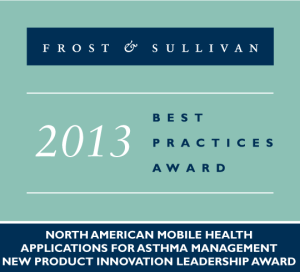 FROST & SULLIVAN
2013
BEST
PRACTICES
AWARD
NORTH AMERICAN MOBILE HEALTH
APPLICATIONS FOR ASTHMA MANAGEMENT
NEW PRODUCT INNOVATION LEADERSHIP AWARD